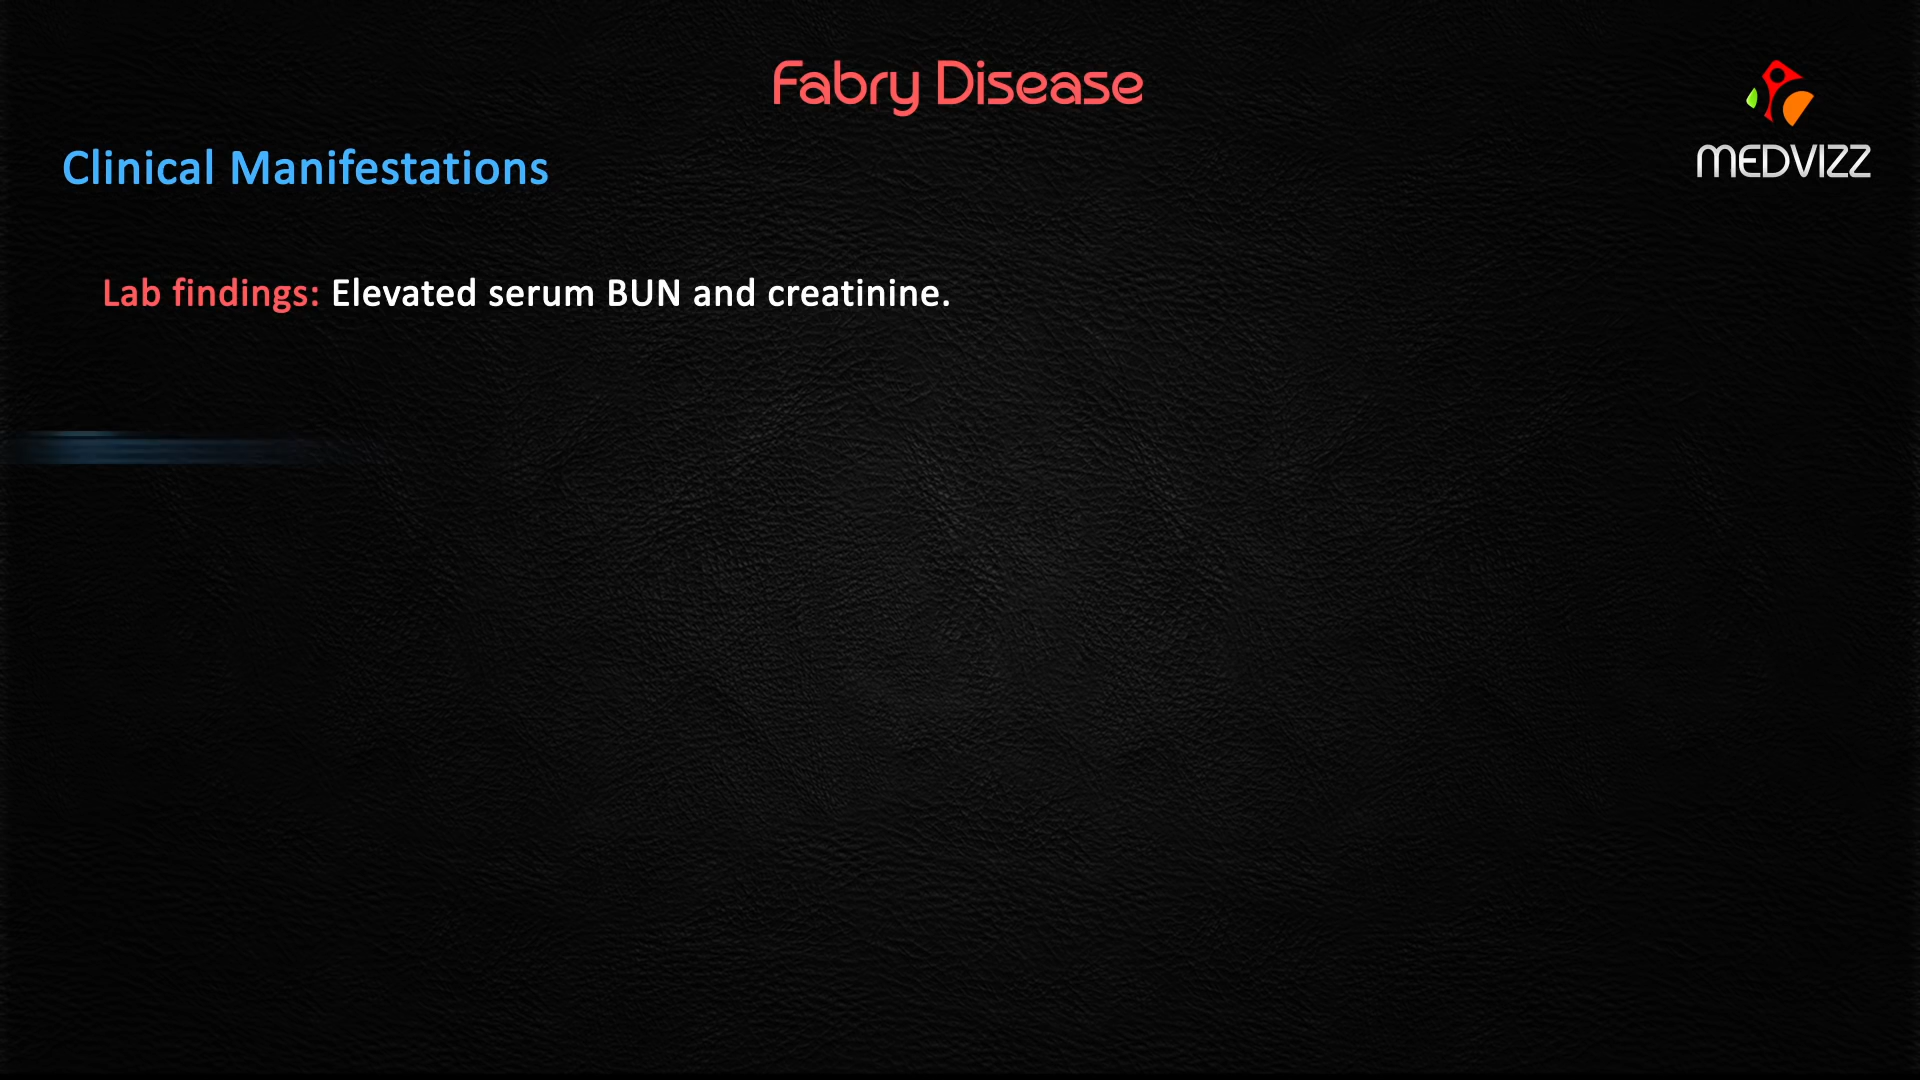 Fabry Disease
MEDVIZZ
Clinical Manifestations
Lab findings: Elevated serum BUN and creatinine.